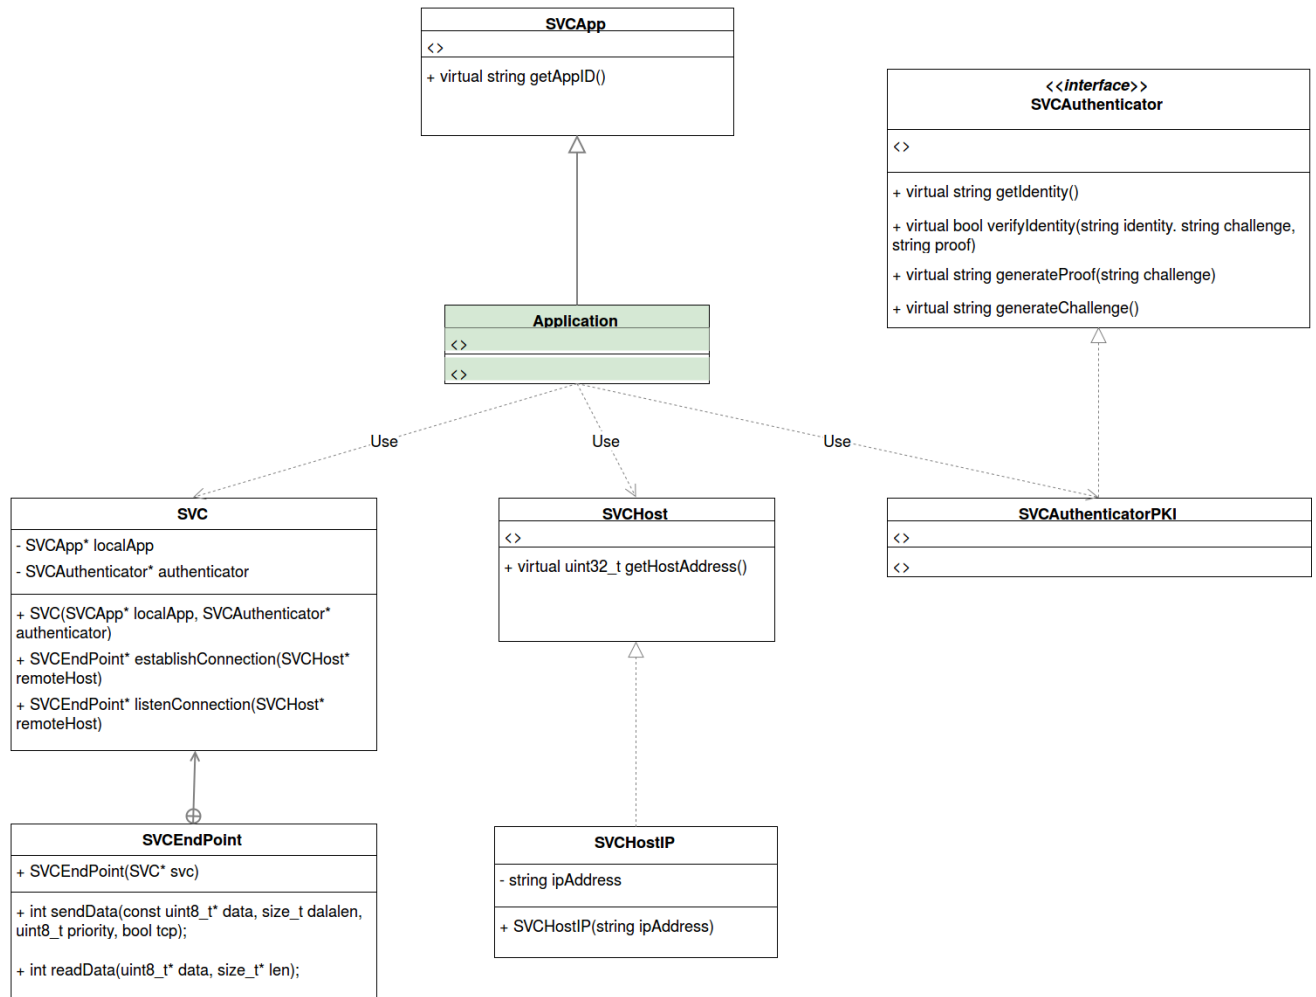 SVCApp
<>
+ virtual string getAppID()
<<interface>>
SVCAuthenticator
<>
+ virtual string getIdentity()
+ virtual bool verifyIdentity(string identity. string challenge,
string proof)
+ virtual string generateProof(string challenge)
+ virtual string generateChallenge()
Application
<>
<>
Use
Use
Use
SVC
- SVCApp* localApp
- SVCAuthenticator* authenticator
+ SVC(SVCApp* localApp, SVCAuthenticator*
authenticator)
+ SVCEndPoint* establishConnection(SVCHost*
remoteHost)
+ SVCEndPoint* listenConnection(SVCHost*
remoteHost)
SVCHost
<>
+ virtual uint32_t getHostAddress()
SVCAuthenticatorPKI
<>
<>
SVCEndPoint
+ SVCEndPoint(SVC* svc)
+ int sendData(const uint8_t* data, size_t dalalen,
uint8_t priority, bool tcp);
+ int readData(uint8_t* data, size_t* len);
SVCHostIP
- string ipAddress
+ SVCHostIP(string ipAddress)